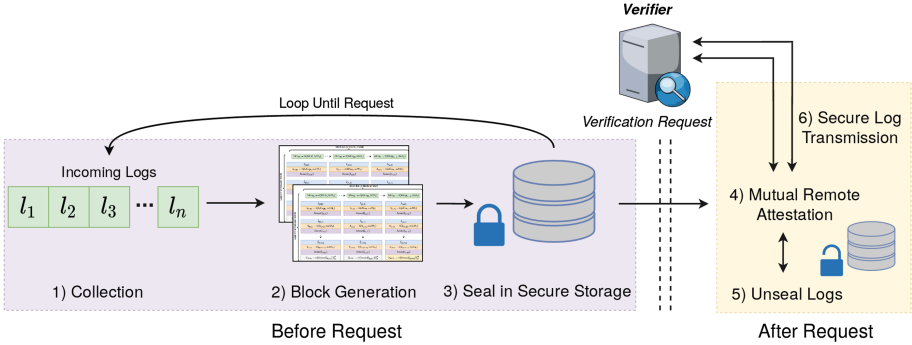 Verifier
Loop Until Request
Verification Request
6) Secure Log
Transmission
Incoming Logs
l1 l2 l3 ... ln
4) Mutual Remote
Attestation
1) Collection
2) Block Generation
3) Seal in Secure Storage
5) Unseal Logs
Before Request
After Request